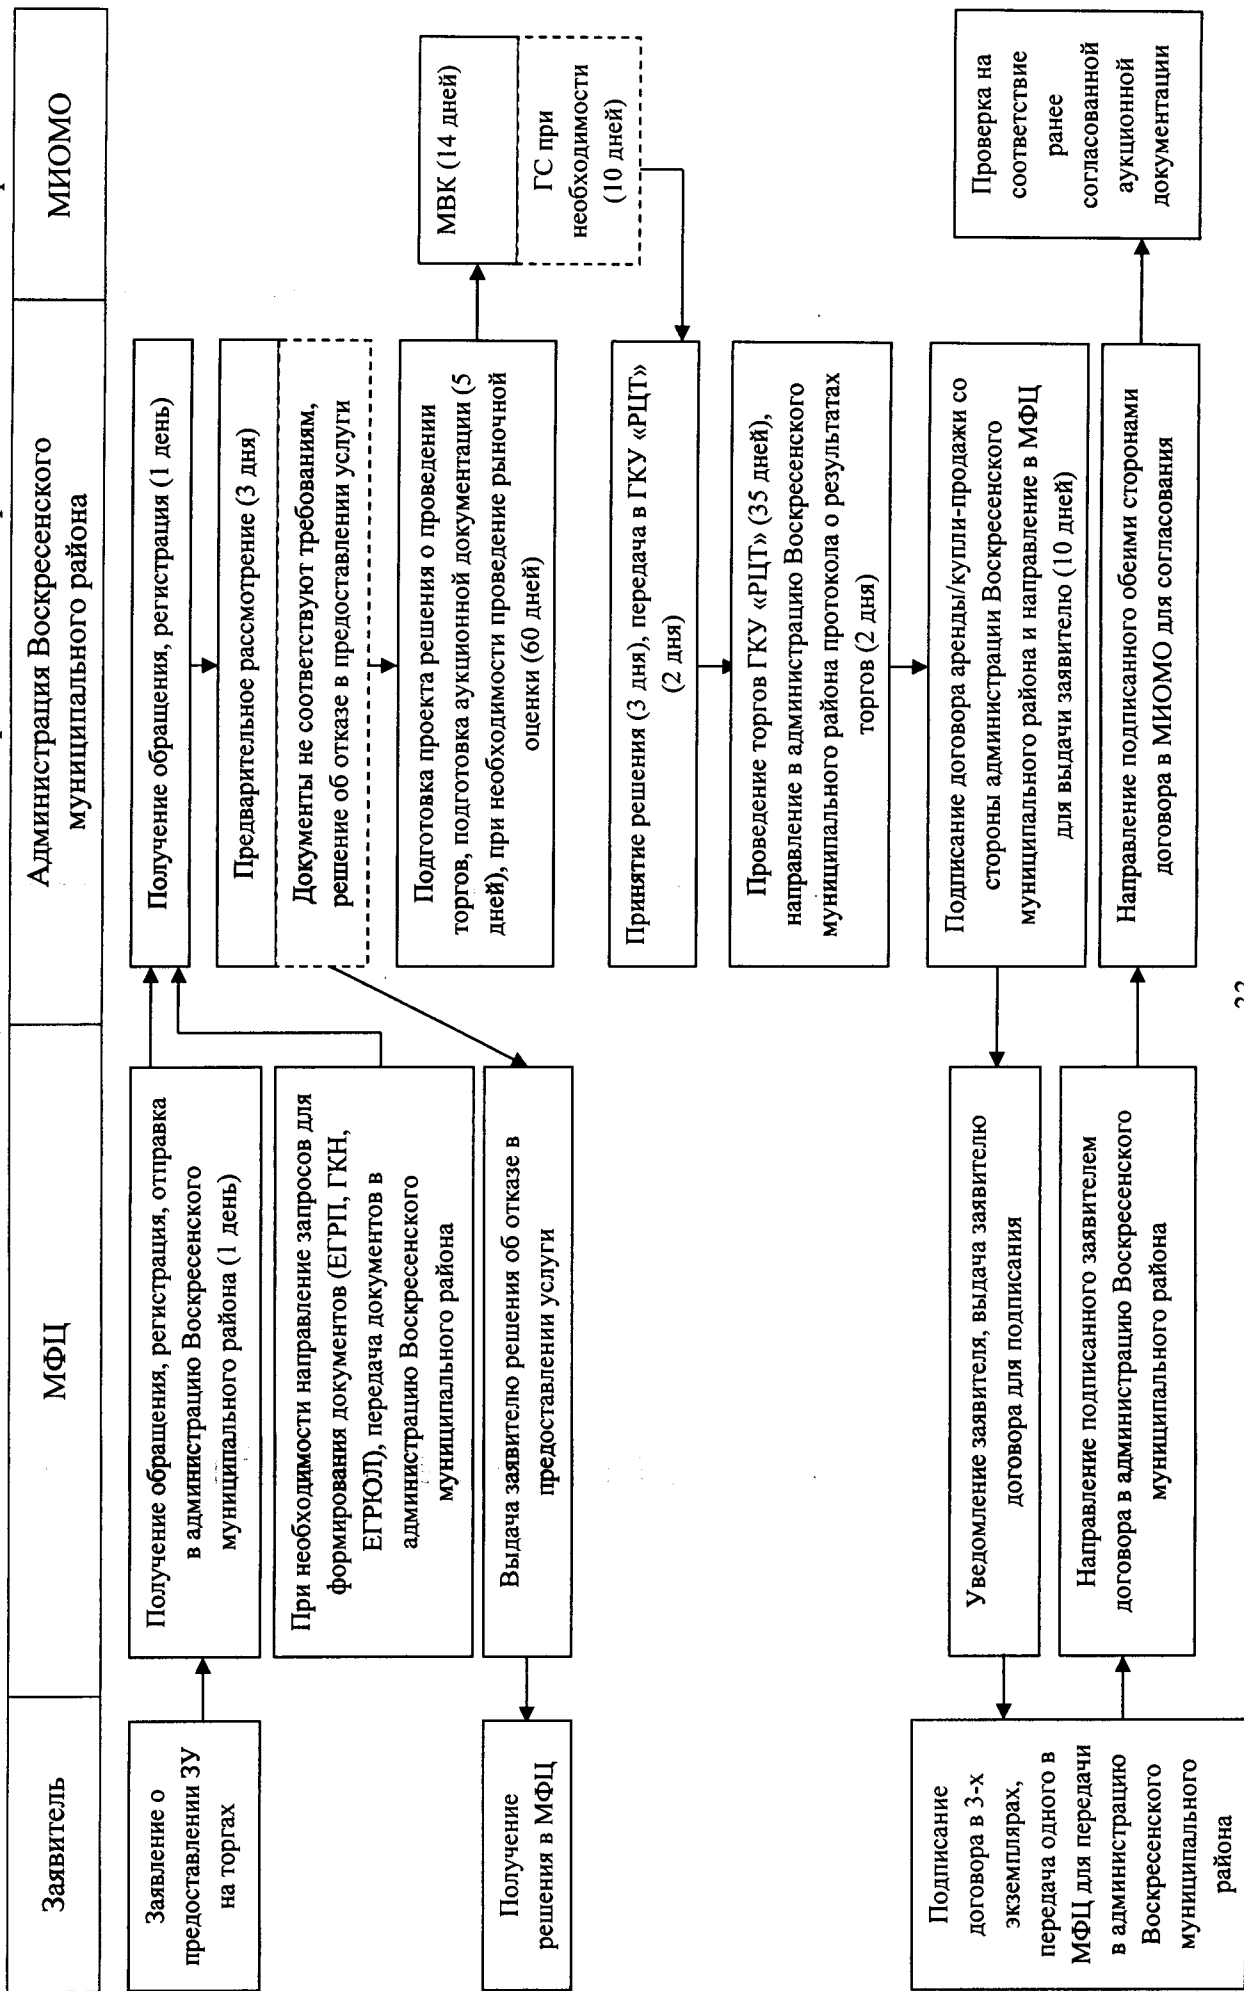 Заявитель
МФЦ
Администрация Воскресенского
муниципального района
МИОМО
Заявление о
предоставлении ЗУ
на торгах
Получение обращения, регистрация, отправка
в администрацию Воскресенского
муниципального района (1 день)
Получение обращения, регистрация (1 день)
При необходимости направление запросов для
формирования документов (ЕГРП, ГКН,
ЕГРЮЛ), передача документов в
администрацию Воскресенского
муниципального района
Предварительное рассмотрение (3 дня)
Документы не соответствуют требованиям,
решение об отказе в предоставлении услуги
Получение
решения в МФЦ
Выдача заявителю решения об отказе в
предоставлении услуги
Подготовка проекта решения о проведении
торгов, подготовка аукционной документации (5
дней), при необходимости проведение рыночной
оценки (60 дней)
МВК (14 дней)
ГС при
необходимости
(10 дней)
Принятие решения (3 дня), передача в ГКУ «РЦТ»
(2 дня)
Проведение торгов ГКУ «РЦТ» (35 дней),
направление в администрацию Воскресенского
муниципального района протокола о результатах
торгов (2 дня)
Подписание договора аренды/купли-продажи со
стороны администрации Воскресенского
муниципального района и направление в МФЦ
для выдачи заявителю (10 дней)
Уведомление заявителя, выдача заявителю
договора для подписания
Подписание
договора в 3-х
экземплярах,
передача одного в
МФЦ для передачи
в администрацию
Воскресенского
муниципального
района
Направление подписанного заявителем
договора в администрацию Воскресенского
муниципального района
Направление подписанного обеими сторонами
договора в МИОМО для согласования
Проверка на
соответствие
ранее
согласованной
аукционной
документации